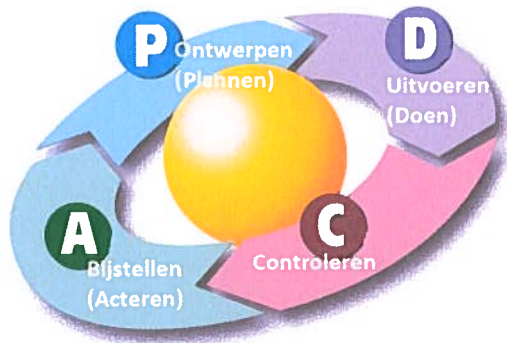 P
Ontwerpen
(Plannen)
D
Uitvoeren
(Doen)
C
Controleren
A
Bijstellen
(Acteren)